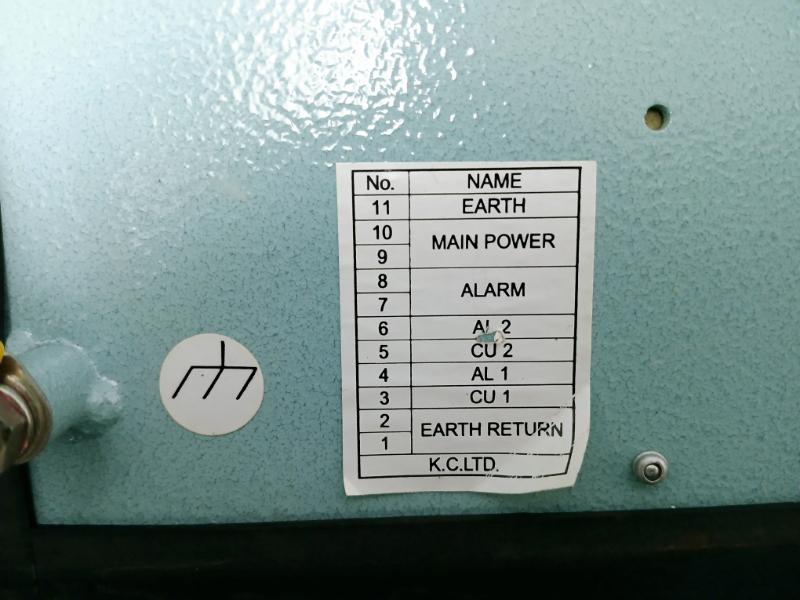 No. NAME
11 EARTH
10
MAIN POWER
9
8
ALARM
7
6 AL 2
5 CU 2
4 AL 1
3 CU 1
2
EARTH RETURN
1
K.C.LTD.